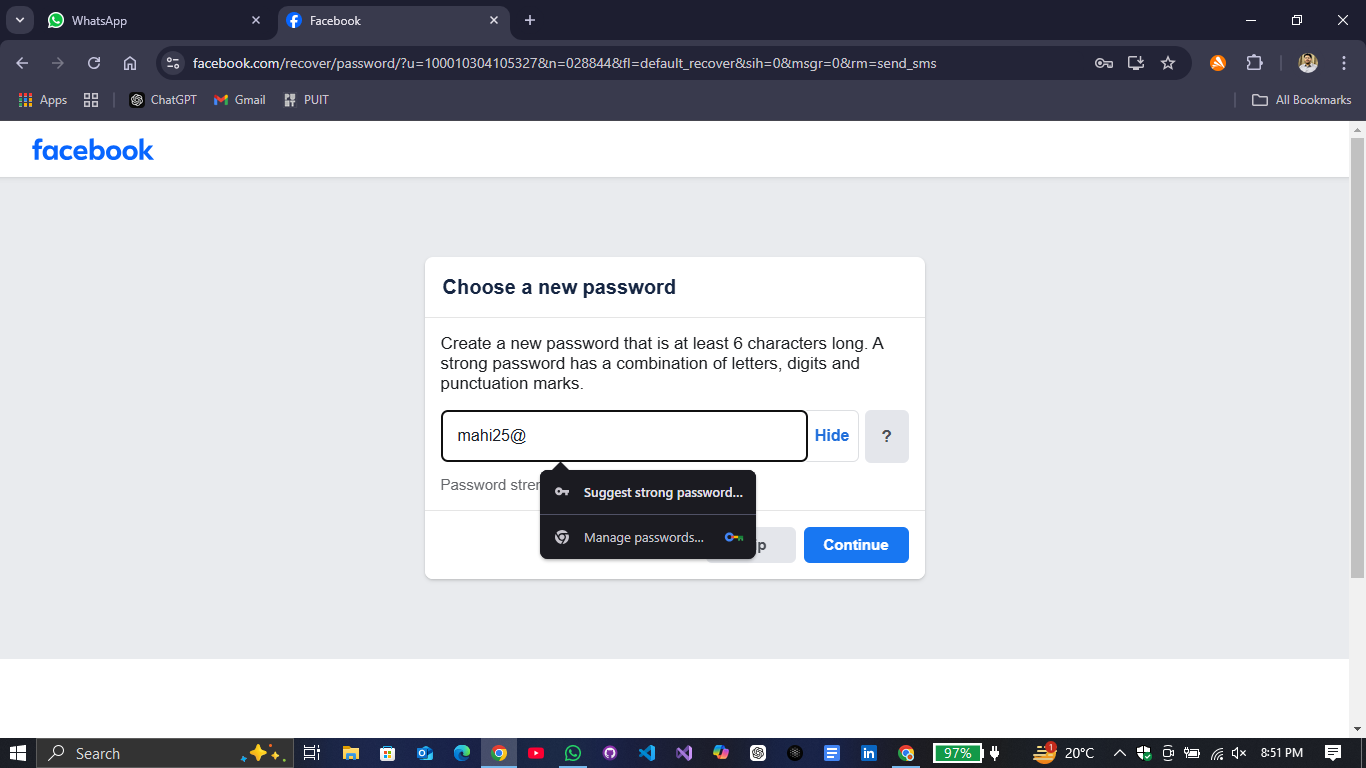 WhatsApp
Facebook
facebook.com/recover/password/?u=100010304105327&n=028844&fl=default_recover&sih=0&msgr=0&rm=send_sms
Apps
ChatGPT
Gmail
PUIT
All Bookmarks
facebook
Choose a new password
Create a new password that is at least 6 characters long. A
strong password has a combination of letters, digits and
punctuation marks.
mahi25@
Hide
?
Password
Suggest strong password...
Manage passwords...
Continue
Search
97%
1
20°C
8:51 PM